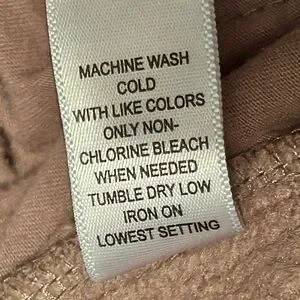 MACHINE WASH
COLD
WITH LIKE COLORS
ONLY NON-
CHLORINE BLEACH
WHEN NEEDED
TUMBLE DRY LOW
IRON ON
LOWEST SETTING